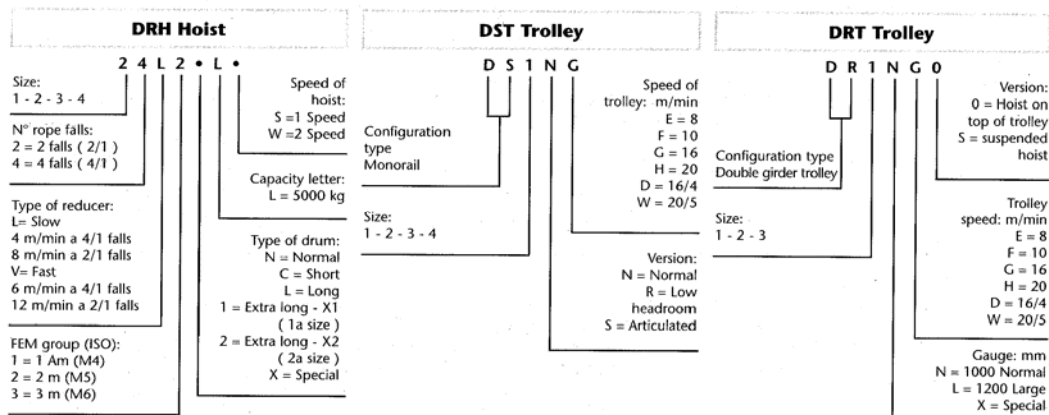 DRH Hoist
2 4 L 2 • L •
Size:
1 - 2 - 3 - 4
N° rope falls:
2 = 2 falls ( 2/1 )
4 = 4 falls ( 4/1 )
Type of reducer:
L= Slow
4 m/min a 4/1 falls
8 m/min a 2/1 falls
V= Fast
6 m/min a 4/1 falls
12 m/min a 2/1 falls
FEM group (ISO):
1 = 1 Am (M4)
2 = 2 m (M5)
3 = 3 m (M6)
Speed of
hoist:
S =1 Speed
W =2 Speed
Capacity letter:
L = 5000 kg
Type of drum:
N = Normal
C = Short
L = Long
1 = Extra long - X1
( 1a size )
2 = Extra long - X2
( 2a size )
X = Special
DST Trolley
D S 1 N G
Configuration
type
Monorail
Size:
1 - 2 - 3 - 4
Speed of
trolley: m/min
E = 8
F = 10
G = 16
H = 20
D = 16/4
W = 20/5
Version:
N = Normal
R = Low
headroom
S = Articulated
DRT Trolley
D R 1 N G 0
Configuration type
Double girder trolley
Size:
1 - 2 - 3
Version:
0 = Hoist on
top of trolley
S = suspended
hoist
Trolley
speed: m/min
E = 8
F = 10
G = 16
H = 20
D = 16/4
W = 20/5
Gauge: mm
N = 1000 Normal
L = 1200 Large
X = Special